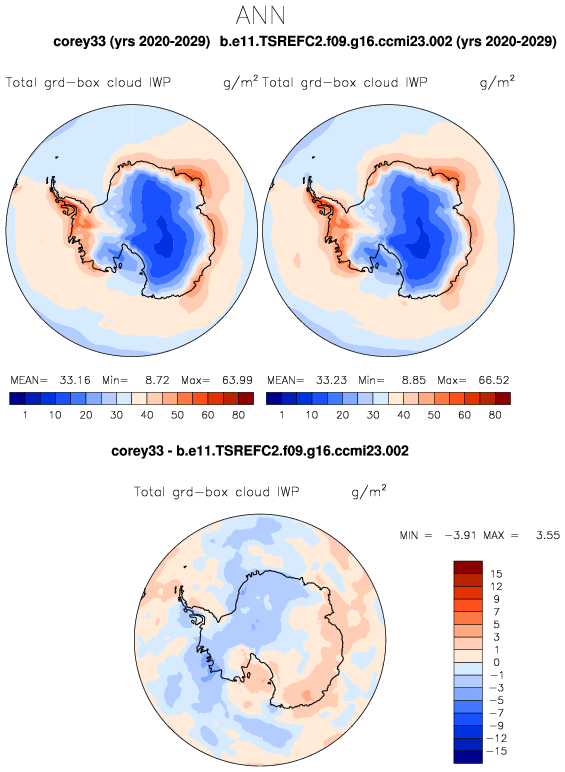 ANN
corey33 (yrs 2020-2029) b.e11.TSREFC2.f09.g16.ccmi23.002 (yrs 2020-2029)
Total grd-box cloud IWP g/m² Total grd-box cloud IWP g/m²
MEAN= 33.16 Min= 8.72 Max= 63.99 MEAN= 33.23 Min= 8.85 Max= 66.52
1 10 20 30 40 50 60 80 1 10 20 30 40 50 60 80
corey33 - b.e11.TSREFC2.f09.g16.ccmi23.002
Total grd-box cloud IWP g/m²
MIN = -3.91 MAX = 3.55
15
12
9
7
5
3
1
0
-1
-3
-5
-7
-9
-12
-15